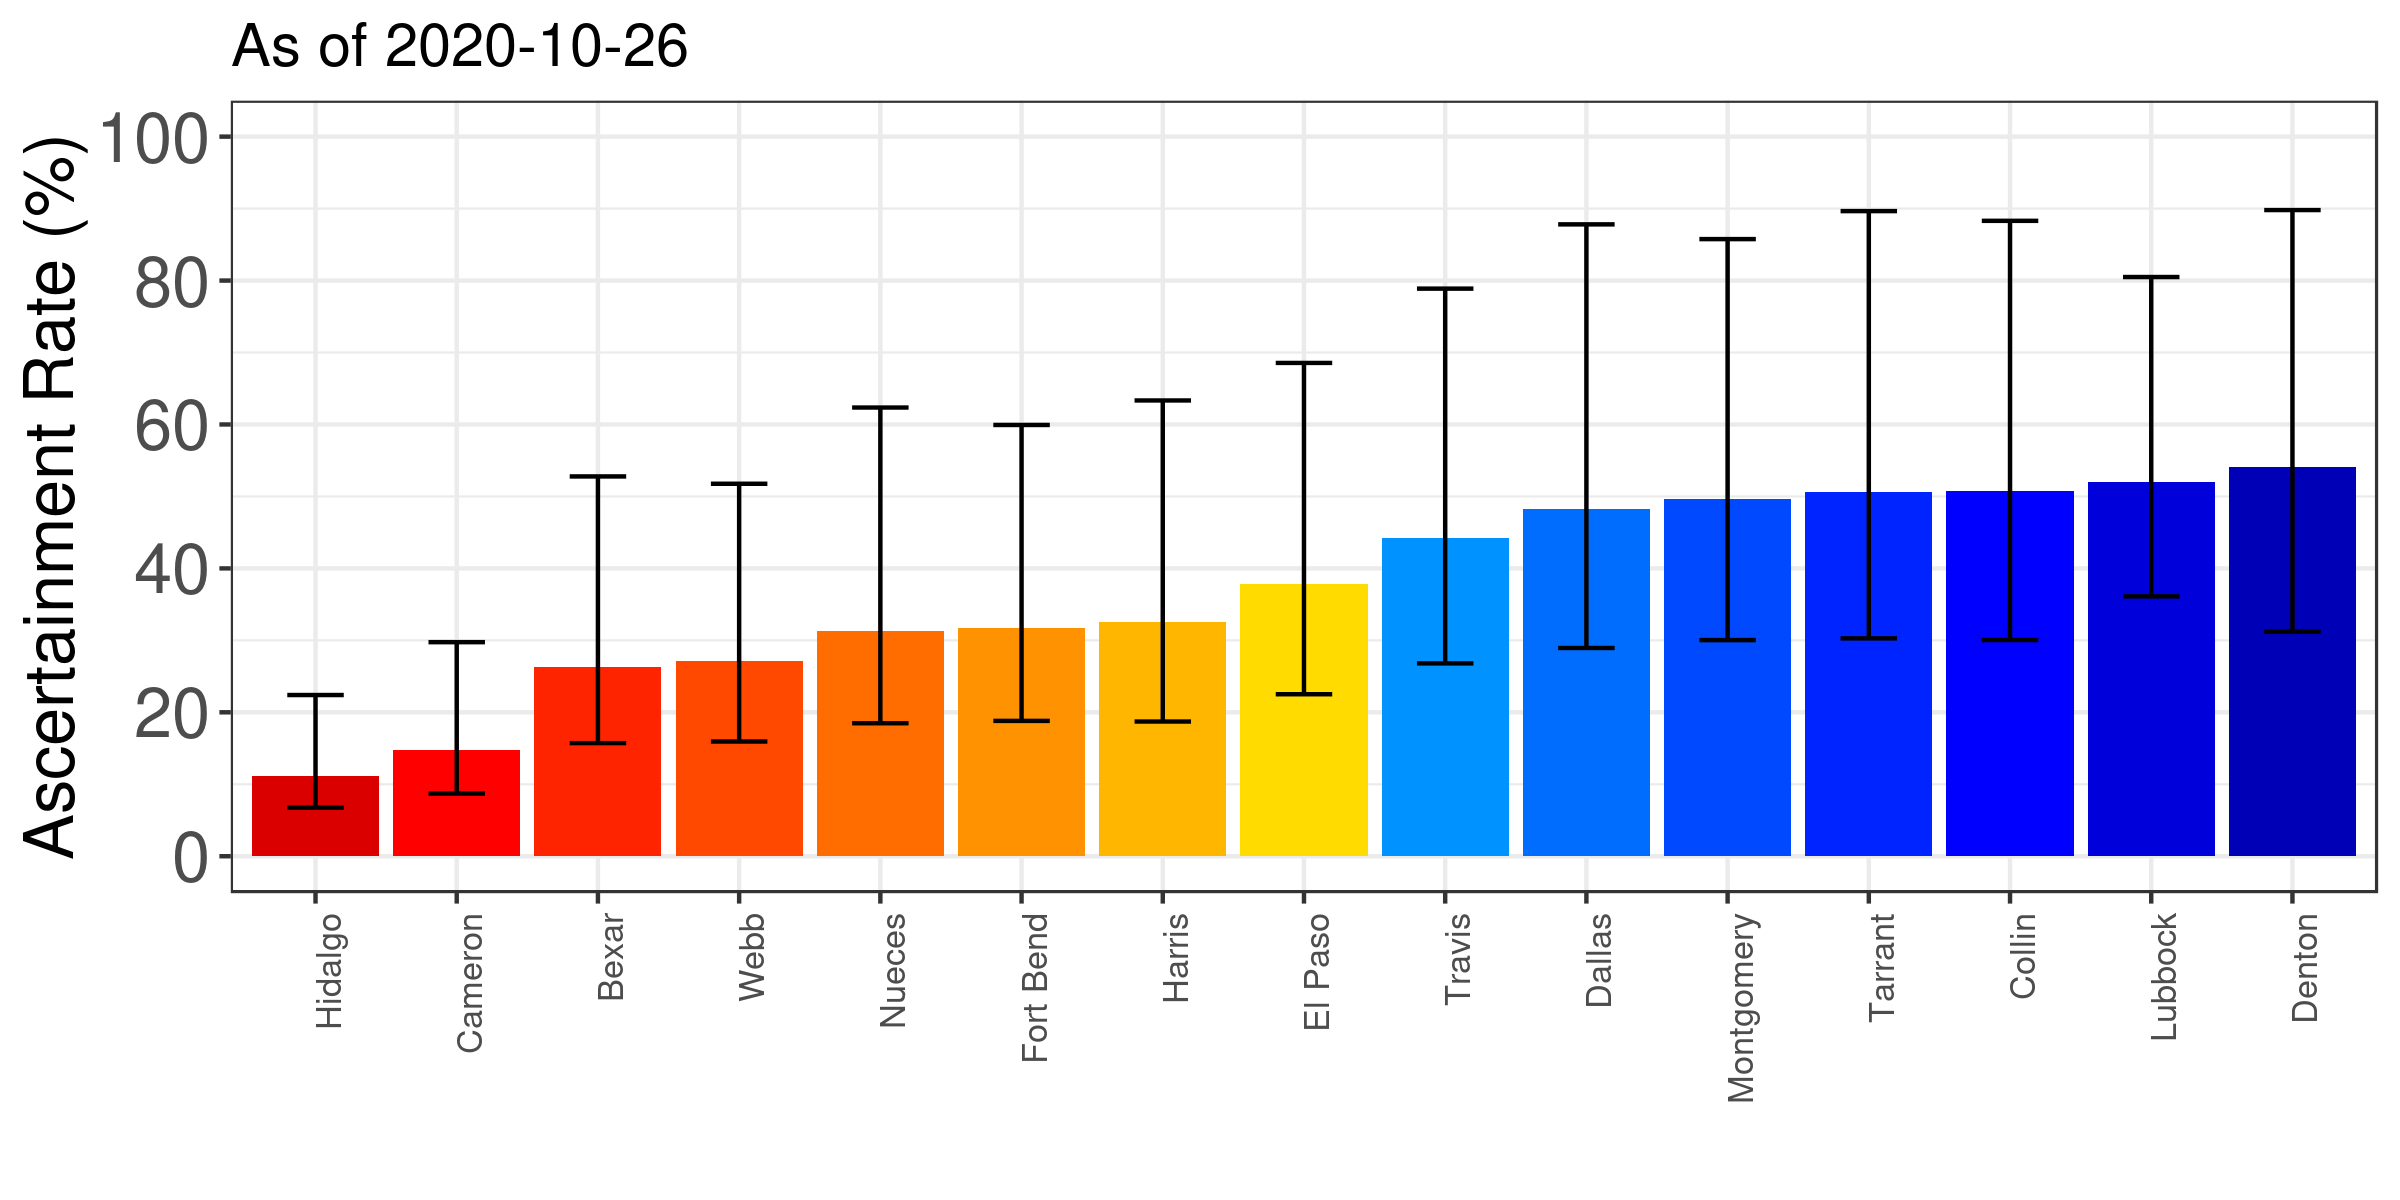 As of 2020-10-26
Ascertainment Rate (%)
100
80
60
40
20
0
Hidalgo
Cameron
Bexar
Webb
Nueces
Fort Bend
Harris
El Paso
Travis
Dallas
Montgomery
Tarrant
Collin
Lubbock
Denton